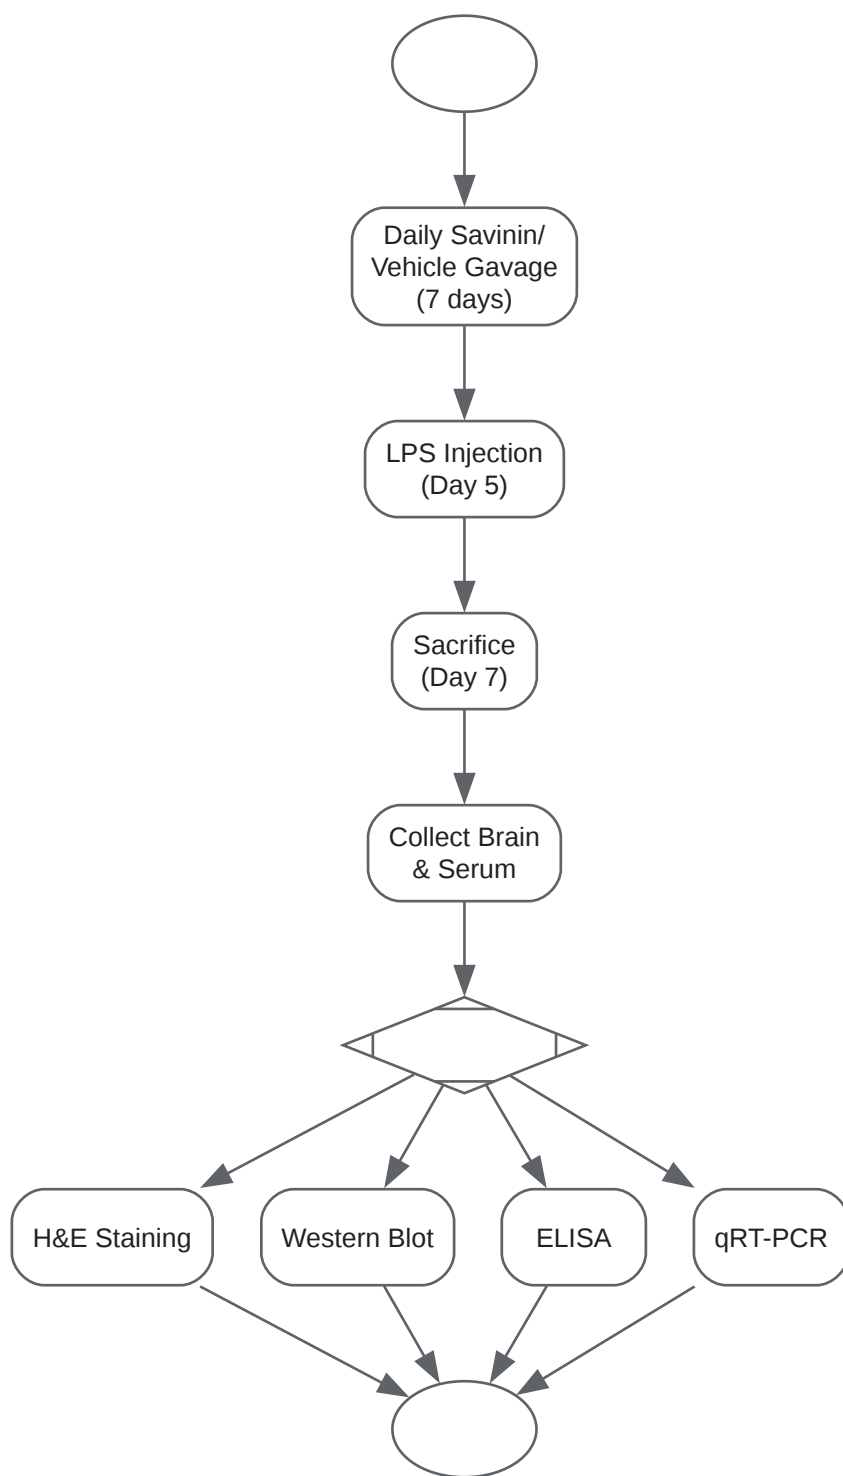 Daily Savinin/
Vehicle Gavage
(7 days)
LPS Injection
(Day 5)
Sacrifice
(Day 7)
Collect Brain
& Serum
H&E Staining
Western Blot
ELISA
qRT-PCR